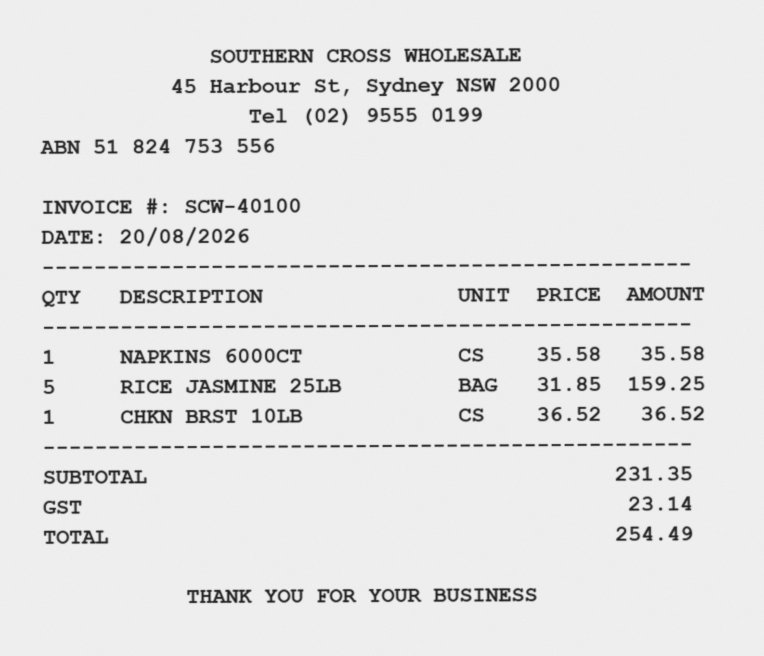 SOUTHERN CROSS WHOLESALE
45 Harbour St, Sydney NSW 2000
Tel (02) 9555 0199
ABN 51 824 753 556
INVOICE #: SCW-40100
DATE: 20/08/2026
--------------------------------------------------
QTY DESCRIPTION UNIT PRICE AMOUNT
--------------------------------------------------
1 NAPKINS 6000CT CS 35.58 35.58
5 RICE JASMINE 25LB BAG 31.85 159.25
1 CHKN BRST 10LB CS 36.52 36.52
--------------------------------------------------
SUBTOTAL 231.35
GST 23.14
TOTAL 254.49
THANK YOU FOR YOUR BUSINESS